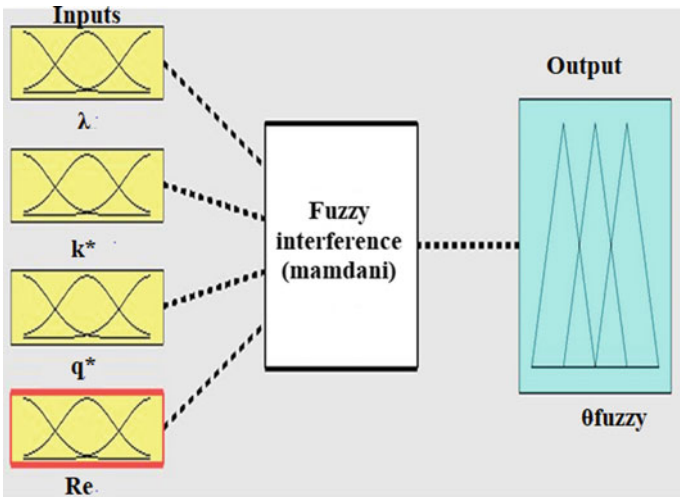 Inputs
λ
k*
q*
Re
Fuzzy
interference
(mamdani)
Output
θfuzzy